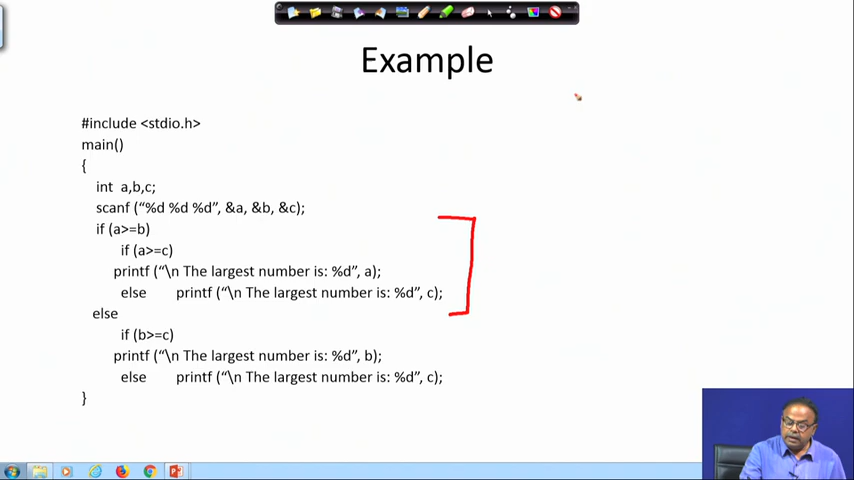 Example
#include <stdio.h>
main()
{
int a,b,c;
scanf (“%d %d %d”, &a, &b, &c);
if (a>=b)
if (a>=c)
printf (“\n The largest number is: %d”, a);
else printf (“\n The largest number is: %d”, c);
else
if (b>=c)
printf (“\n The largest number is: %d”, b);
else printf (“\n The largest number is: %d”, c);
}